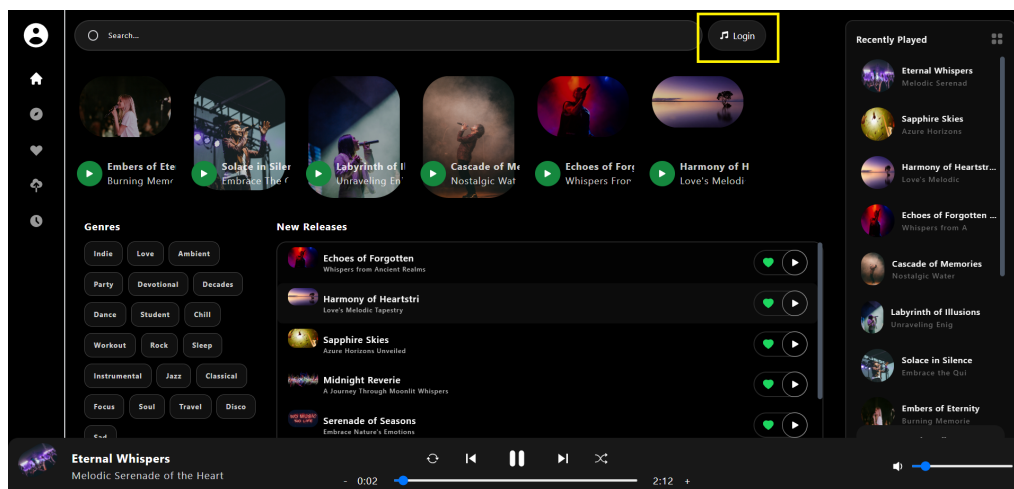 Search...
Login
Embers of Ete
Burning Mem
Solace in Siler
Embrace The
Labyrinth of Il
Unraveling En
Cascade of Me
Nostalgic Wat
Echoes of Forg
Whispers Fror
Harmony of H
Love's Melodi
Genres
Indie
Love
Ambient
Party
Devotional
Decades
Dance
Student
Chill
Workout
Rock
Sleep
Instrumental
Jazz
Classical
Focus
Soul
Travel
Disco
Sad
New Releases
Echoes of Forgotten
Whispers from Ancient Realms
Harmony of Heartstri
Love's Melodic Tapestry
Sapphire Skies
Azure Horizons Unveiled
Midnight Reverie
A Journey Through Moonlit Whispers
Serenade of Seasons
Embrace Nature's Emotions
Recently Played
Eternal Whispers
Melodic Serenad
Sapphire Skies
Azure Horizons
Harmony of Heartstr...
Love's Melodic
Echoes of Forgotten ...
Whispers from A
Cascade of Memories
Nostalgic Water
Labyrinth of Illusions
Unraveling Enig
Solace in Silence
Embrace the Qui
Embers of Eternity
Burning Memorie
Eternal Whispers
Melodic Serenade of the Heart
- 0:02
2:12 +